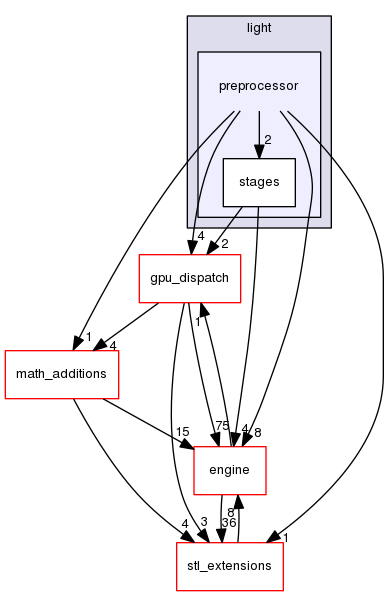 light
preprocessor
2
stages
4
2
gpu_dispatch
1
1
4
math_additions
75
4
8
15
engine
8
36
4
3
1
stl_extensions